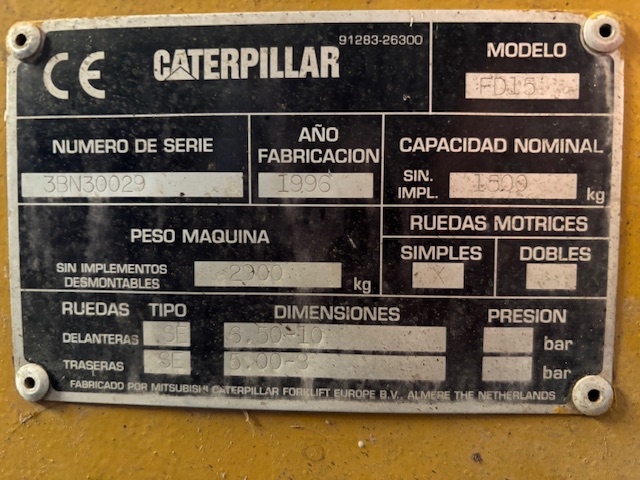 91283-26300
CE CATERPILLAR
MODELO
FD15
NUMERO DE SERIE
3BN30029
AÑO
FABRICACION
1996
CAPACIDAD NOMINAL
SIN.
IMPL. 1500 kg
PESO MAQUINA
SIN IMPLEMENTOS
DESMONTABLES 2900 kg
RUEDAS MOTRICES
SIMPLES DOBLES
X
RUEDAS TIPO DIMENSIONES PRESION
DELANTERAS SE 6.50-10 bar
TRASERAS SE 5.00-8 bar
FABRICADO POR MITSUBISHI CATERPILLAR FORKLIFT EUROPE B.V., ALMERE THE NETHERLANDS